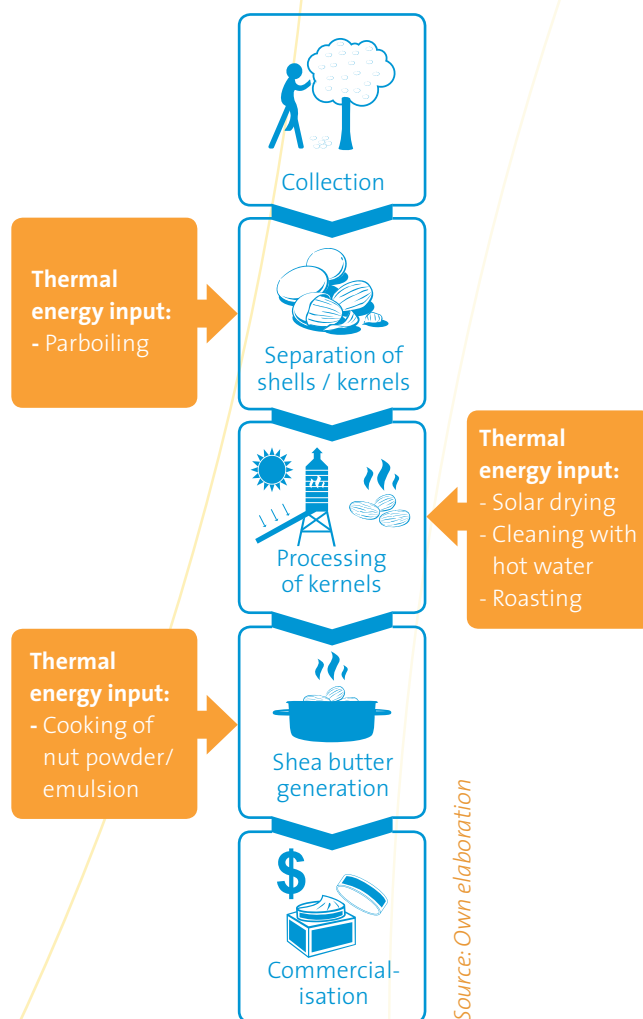 Collection
Thermal
energy input:
- Parboiling
Separation of
shells / kernels
Thermal
energy input:
- Solar drying
- Cleaning with
hot water
- Roasting
Processing
of kernels
Thermal
energy input:
- Cooking of
nut powder/
emulsion
Shea butter
generation
$
Commercial-
isation
Source: Own elaboration